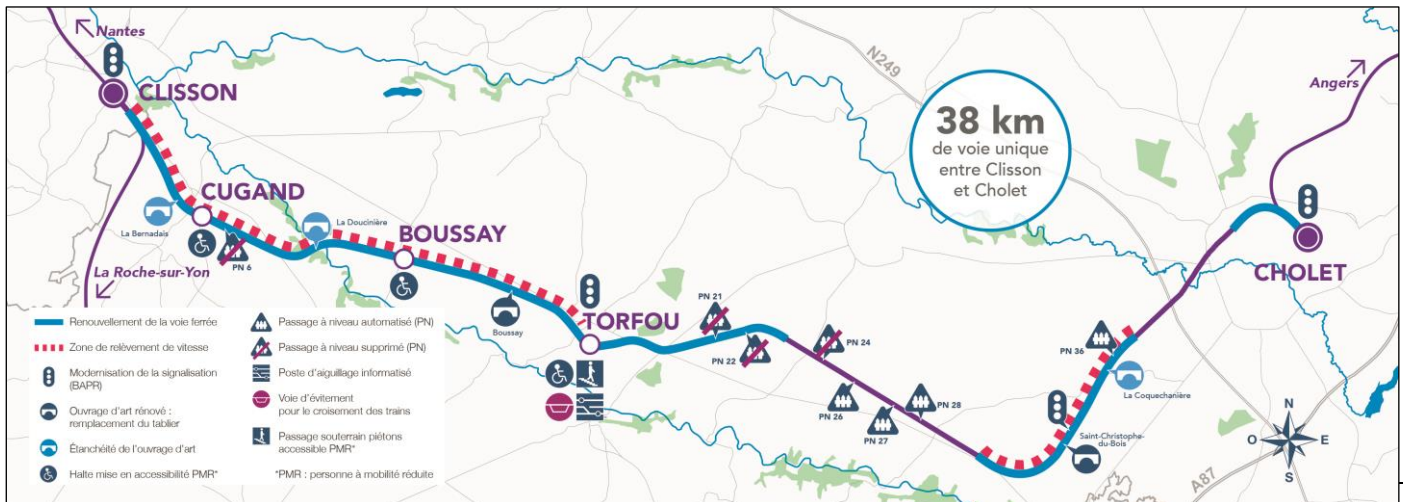 Nantes
CLISSON
N249
Angers
38 km
de voie unique
entre Clisson
et Cholet
CUGAND
La Bernadais
La Doucinière
PN 6
BOUSSAY
CHOLET
La Roche-sur-Yon
Boussay
TORFOU
PN 21
PN 22
PN 24
PN 26
PN 27
PN 28
PN 36
La Coquechanière
Saint-Christophe-
du-Bois
A87
N
O
E
S
Renouvellement de la voie ferrée
Zone de relèvement de vitesse
Modernisation de la signalisation
(BAPR)
Ouvrage d'art rénové :
remplacement du tablier
Étanchéité de l'ouvrage d'art
Halte mise en accessibilité PMR*
Passage à niveau automatisé (PN)
Passage à niveau supprimé (PN)
Poste d'aiguillage informatisé
Voie d'évitement
pour le croisement des trains
Passage souterrain piétons
accessible PMR*
*PMR : personne à mobilité réduite